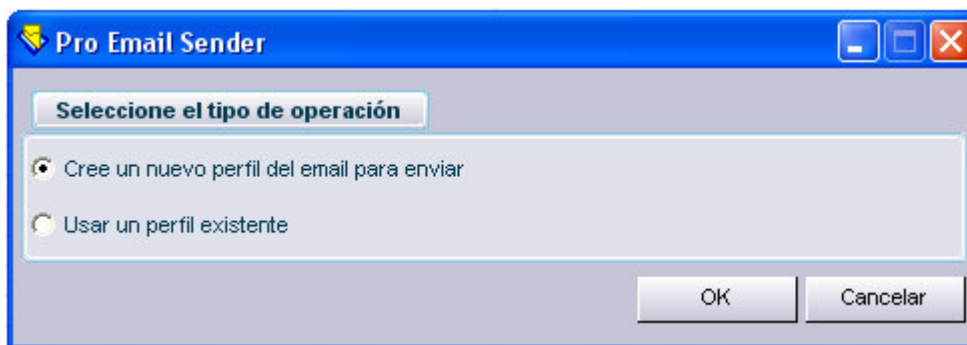 Pro Email Sender
Seleccione el tipo de operación
Cree un nuevo perfil del email para enviar
Usar un perfil existente
OK Cancelar